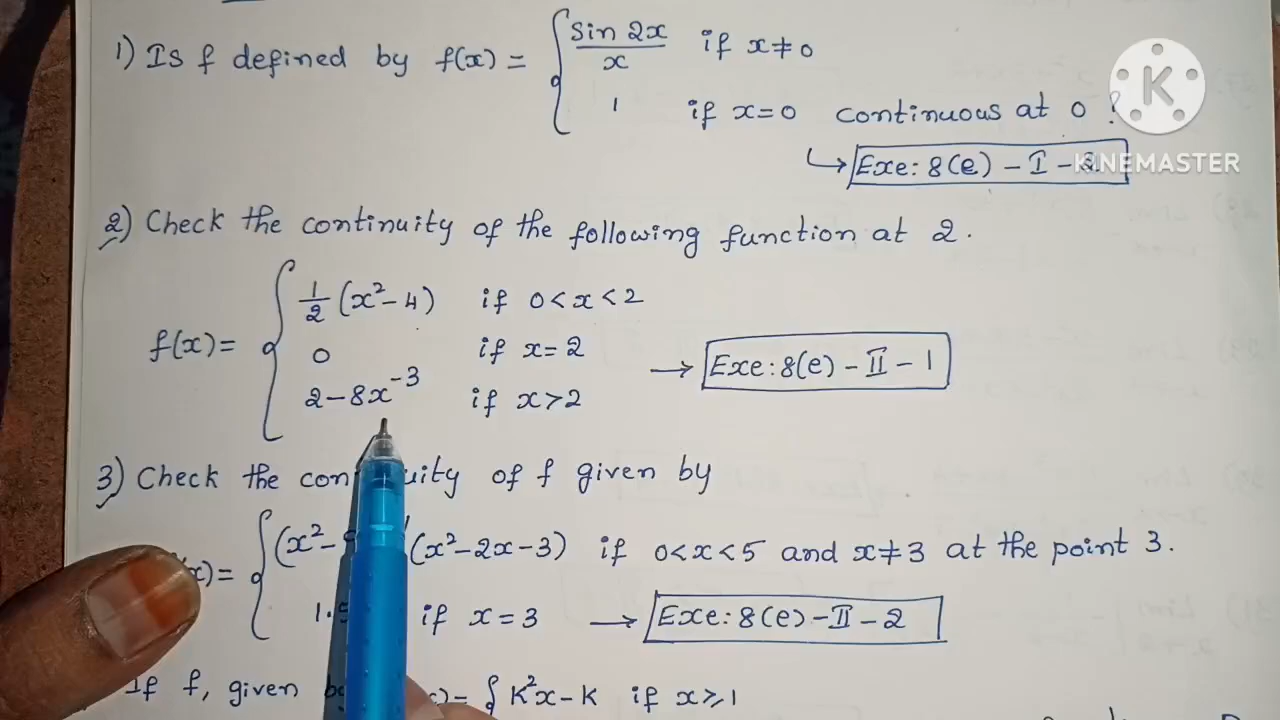 1) Is f defined by f(x) = { sin 2x / x if x ≠ 0
1 if x = 0 continuous at 0 ?
↳ Exe: 8(e) - I -
KINEMASTER
2) Check the continuity of the following function at 2.
f(x) = { 1/2 (x² - 4) if 0 < x < 2
0 if x = 2
2 - 8x⁻³ if x > 2
→ Exe: 8(e) - II - 1
3) Check the continuity of f given by
(x) = { (x² - (x² - 2x - 3) if 0 < x < 5 and x ≠ 3 at the point 3.
1. if x = 3 → Exe: 8(e) - II - 2
If f, given = { k²x - k if x ≥ 1